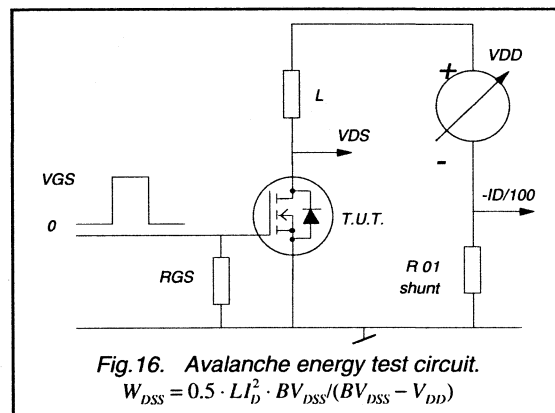 VDD
+
L
VDS
-
VGS
-ID/100
0
T.U.T.
RGS
R 01
shunt
Fig.16. Avalanche energy test circuit.
W_DSS = 0.5 · LI_D^2 · BV_DSS/(BV_DSS − V_DD)